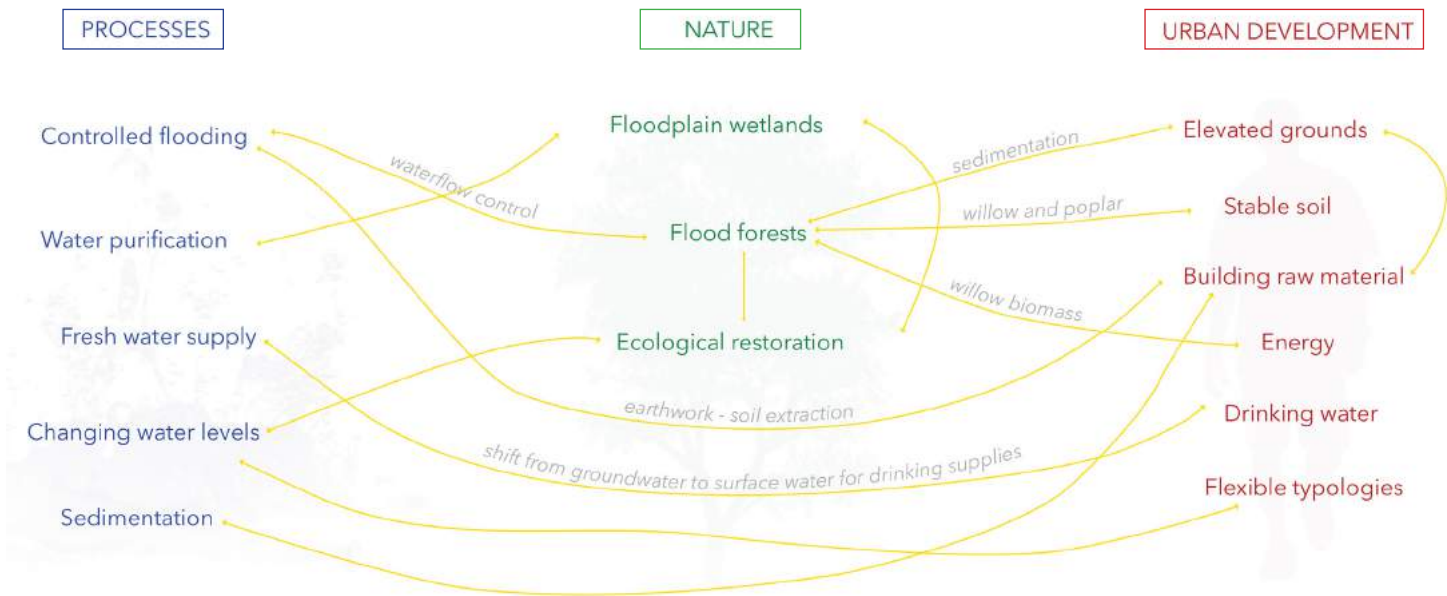 PROCESSES
NATURE
URBAN DEVELOPMENT
Controlled flooding
Water purification
Fresh water supply
Changing water levels
Sedimentation
Floodplain wetlands
Flood forests
Ecological restoration
Elevated grounds
Stable soil
Building raw material
Energy
Drinking water
Flexible typologies
waterflow control
sedimentation
willow and poplar
willow biomass
earthwork - soil extraction
shift from groundwater to surface water for drinking supplies